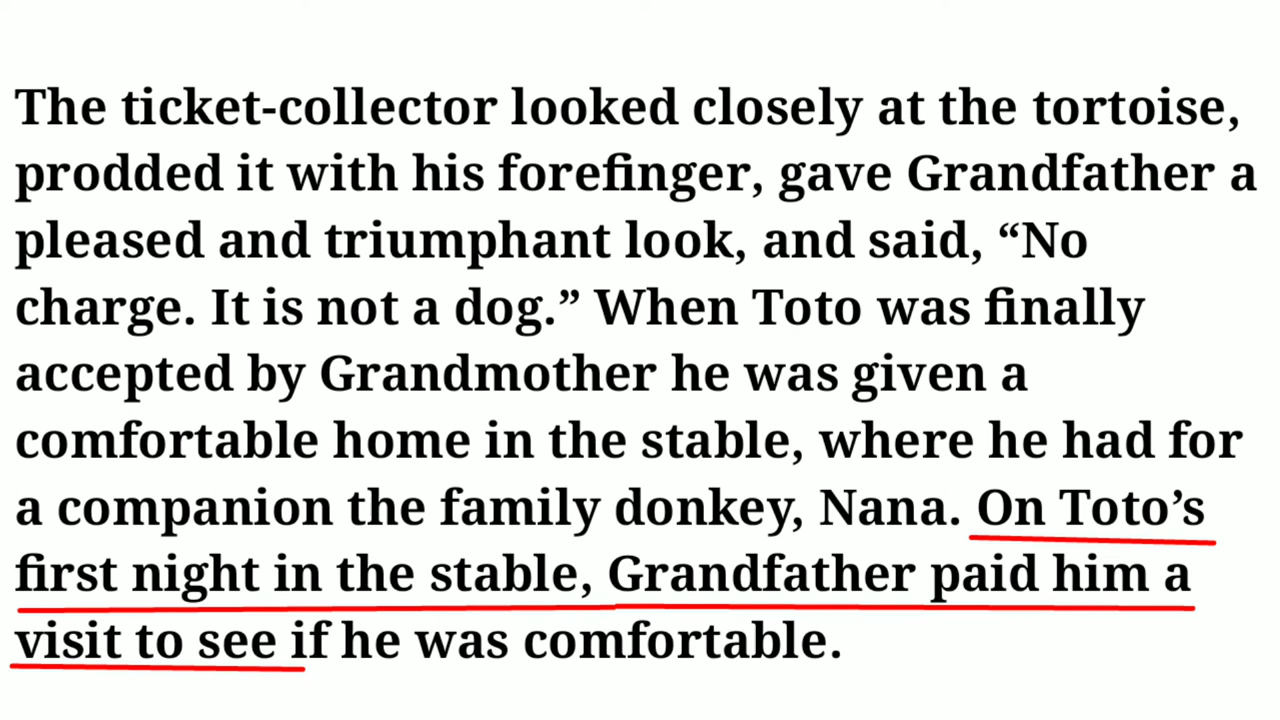 The ticket-collector looked closely at the tortoise,
prodded it with his forefinger, gave Grandfather a
pleased and triumphant look, and said, “No
charge. It is not a dog.” When Toto was finally
accepted by Grandmother he was given a
comfortable home in the stable, where he had for
a companion the family donkey, Nana. On Toto’s
first night in the stable, Grandfather paid him a
visit to see if he was comfortable.